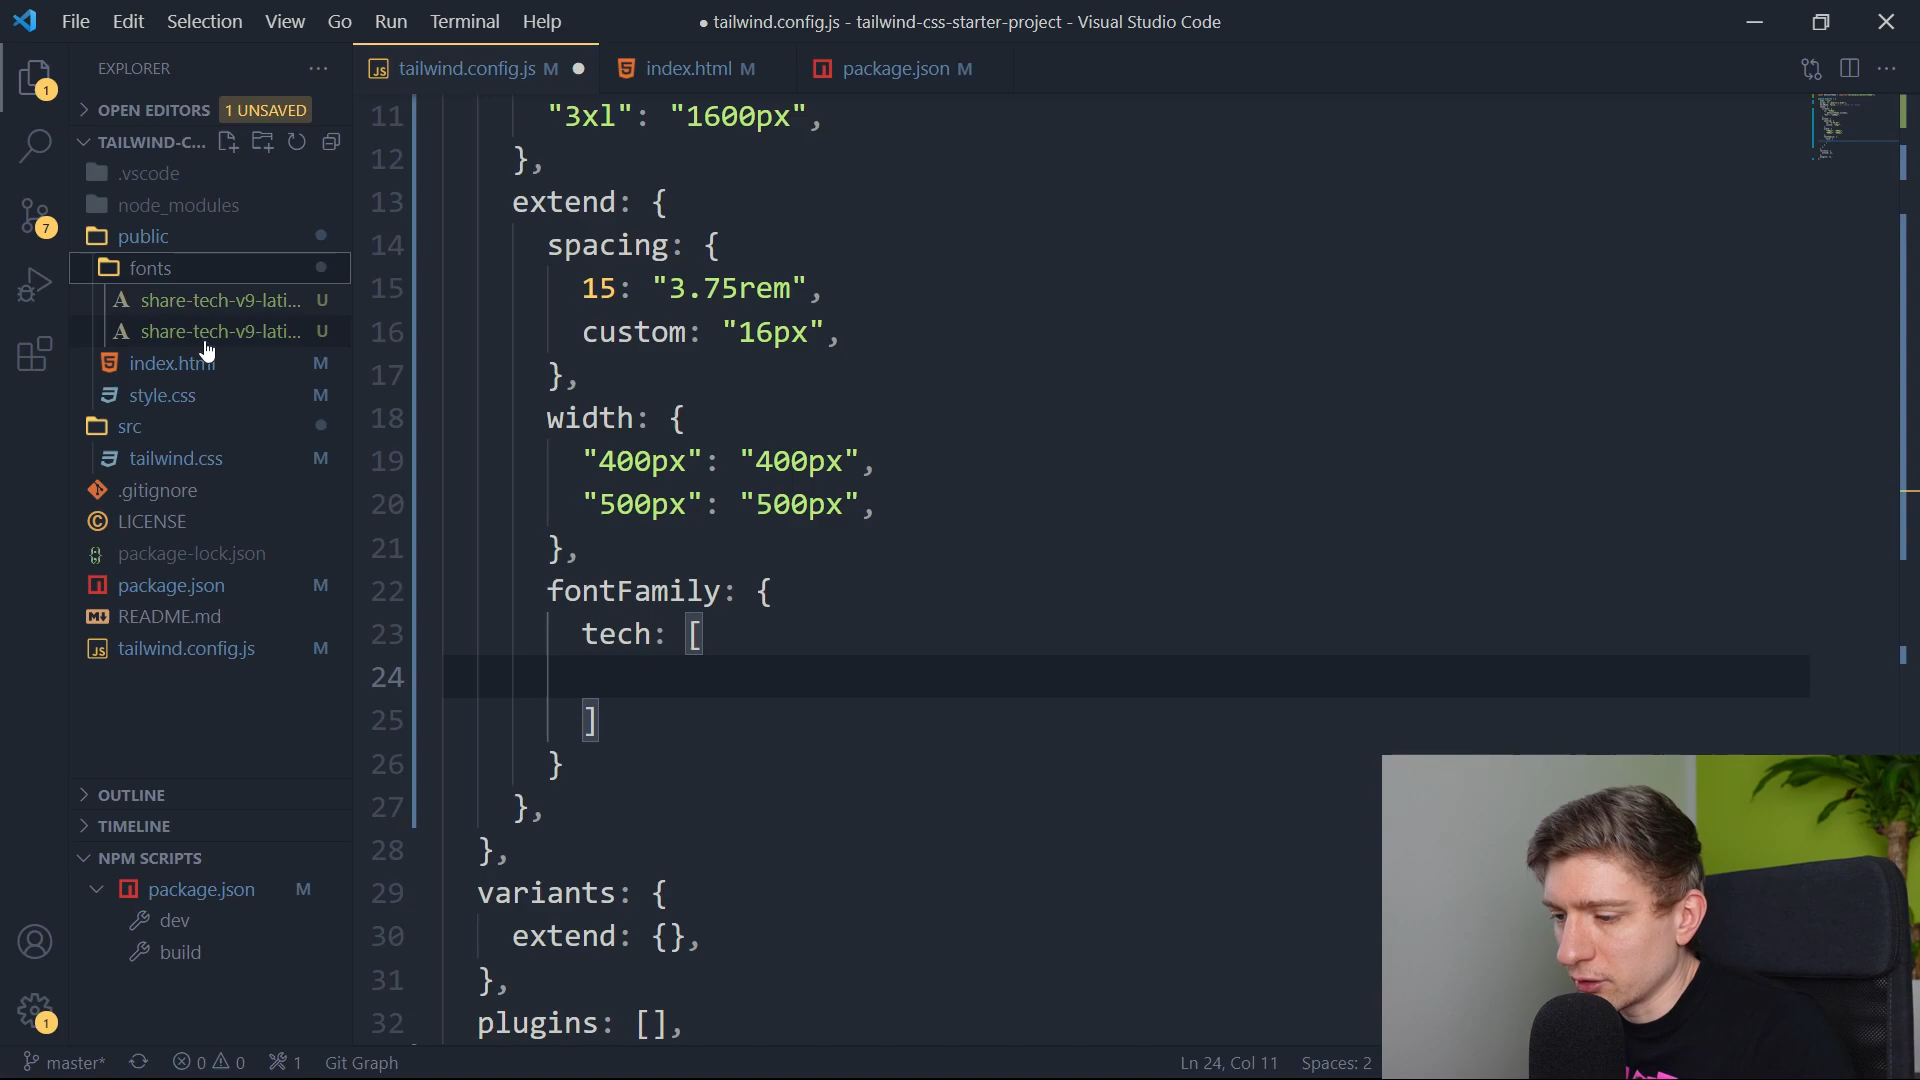 File Edit Selection View Go Run Terminal Help
● tailwind.config.js - tailwind-css-starter-project - Visual Studio Code
EXPLORER
OPEN EDITORS 1 UNSAVED
TAILWIND-C...
.vscode
node_modules
public
fonts
share-tech-v9-lati... U
share-tech-v9-lati... U
index.html M
style.css M
src
tailwind.css M
.gitignore
LICENSE
package-lock.json
package.json M
README.md
tailwind.config.js M
OUTLINE
TIMELINE
NPM SCRIPTS
package.json M
dev
build
1
7
1
JS tailwind.config.js M ●
index.html M
package.json M
11 "3xl": "1600px",
12 },
13 extend: {
14 spacing: {
15 15: "3.75rem",
16 custom: "16px",
17 },
18 width: {
19 "400px": "400px",
20 "500px": "500px",
21 },
22 fontFamily: {
23 tech: [
24
25 ]
26 }
27 },
28 },
29 variants: {
30 extend: {},
31 },
32 plugins: [],
master* 0 0 1 Git Graph
Ln 24, Col 11 Spaces: 2